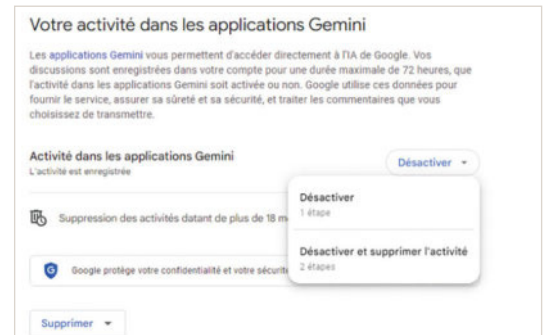 Votre activité dans les applications Gemini
Les applications Gemini vous permettent d'accéder directement à l'IA de Google. Vos
discussions sont enregistrées dans votre compte pour une durée maximale de 72 heures, que
l'activité dans les applications Gemini soit activée ou non. Google utilise ces données pour
fournir le service, assurer sa sûreté et sa sécurité, et traiter les commentaires que vous
choisissez de transmettre.
Activité dans les applications Gemini
L'activité est enregistrée
Désactiver
Désactiver
1 étape
Suppression des activités datant de plus de 18 m
Désactiver et supprimer l'activité
2 étapes
Google protège votre confidentialité et votre sécurit
Supprimer